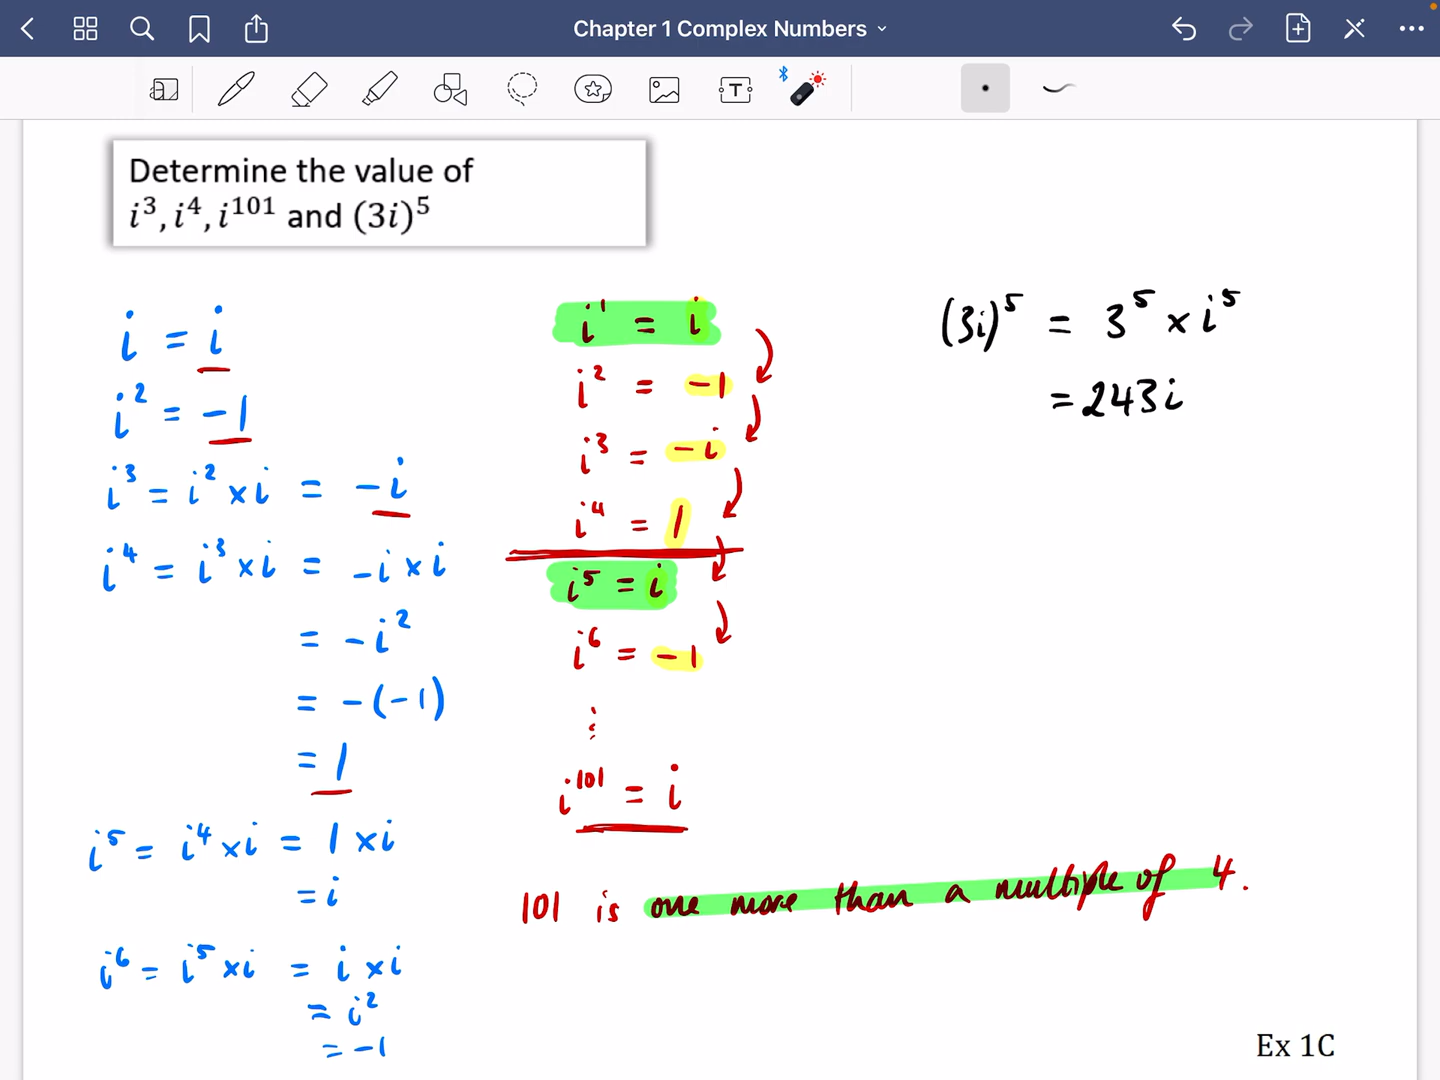 Chapter 1 Complex Numbers
Determine the value of
i³, i⁴, i¹⁰¹ and (3i)⁵
i = i
i² = -1
i³ = i² × i = -i
i⁴ = i³ × i = -i × i
= -i²
= -(-1)
= 1
i⁵ = i⁴ × i = 1 × i
= i
i⁶ = i⁵ × i = i × i
= i²
= -1
i¹ = i
i² = -1
i³ = -i
i⁴ = 1
i⁵ = i
i⁶ = -1
⋮
i¹⁰¹ = i
101 is one more than a multiple of 4.
(3i)⁵ = 3⁵ × i⁵
= 243i
Ex 1C